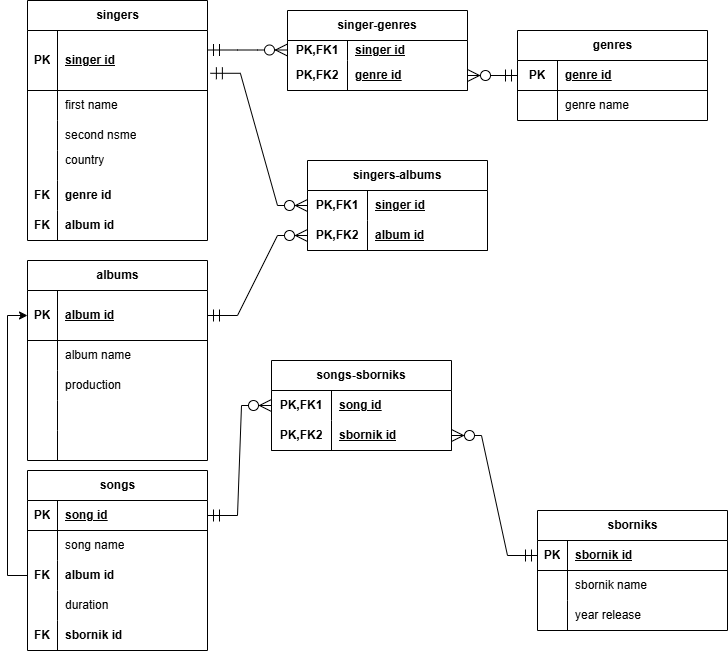 singers
PK singer id
first name
second nsme
country
FK genre id
FK album id
singer-genres
PK,FK1 singer id
PK,FK2 genre id
genres
PK genre id
genre name
singers-albums
PK,FK1 singer id
PK,FK2 album id
albums
PK album id
album name
production
songs-sborniks
PK,FK1 song id
PK,FK2 sbornik id
songs
PK song id
song name
FK album id
duration
FK sbornik id
sborniks
PK sbornik id
sbornik name
year release